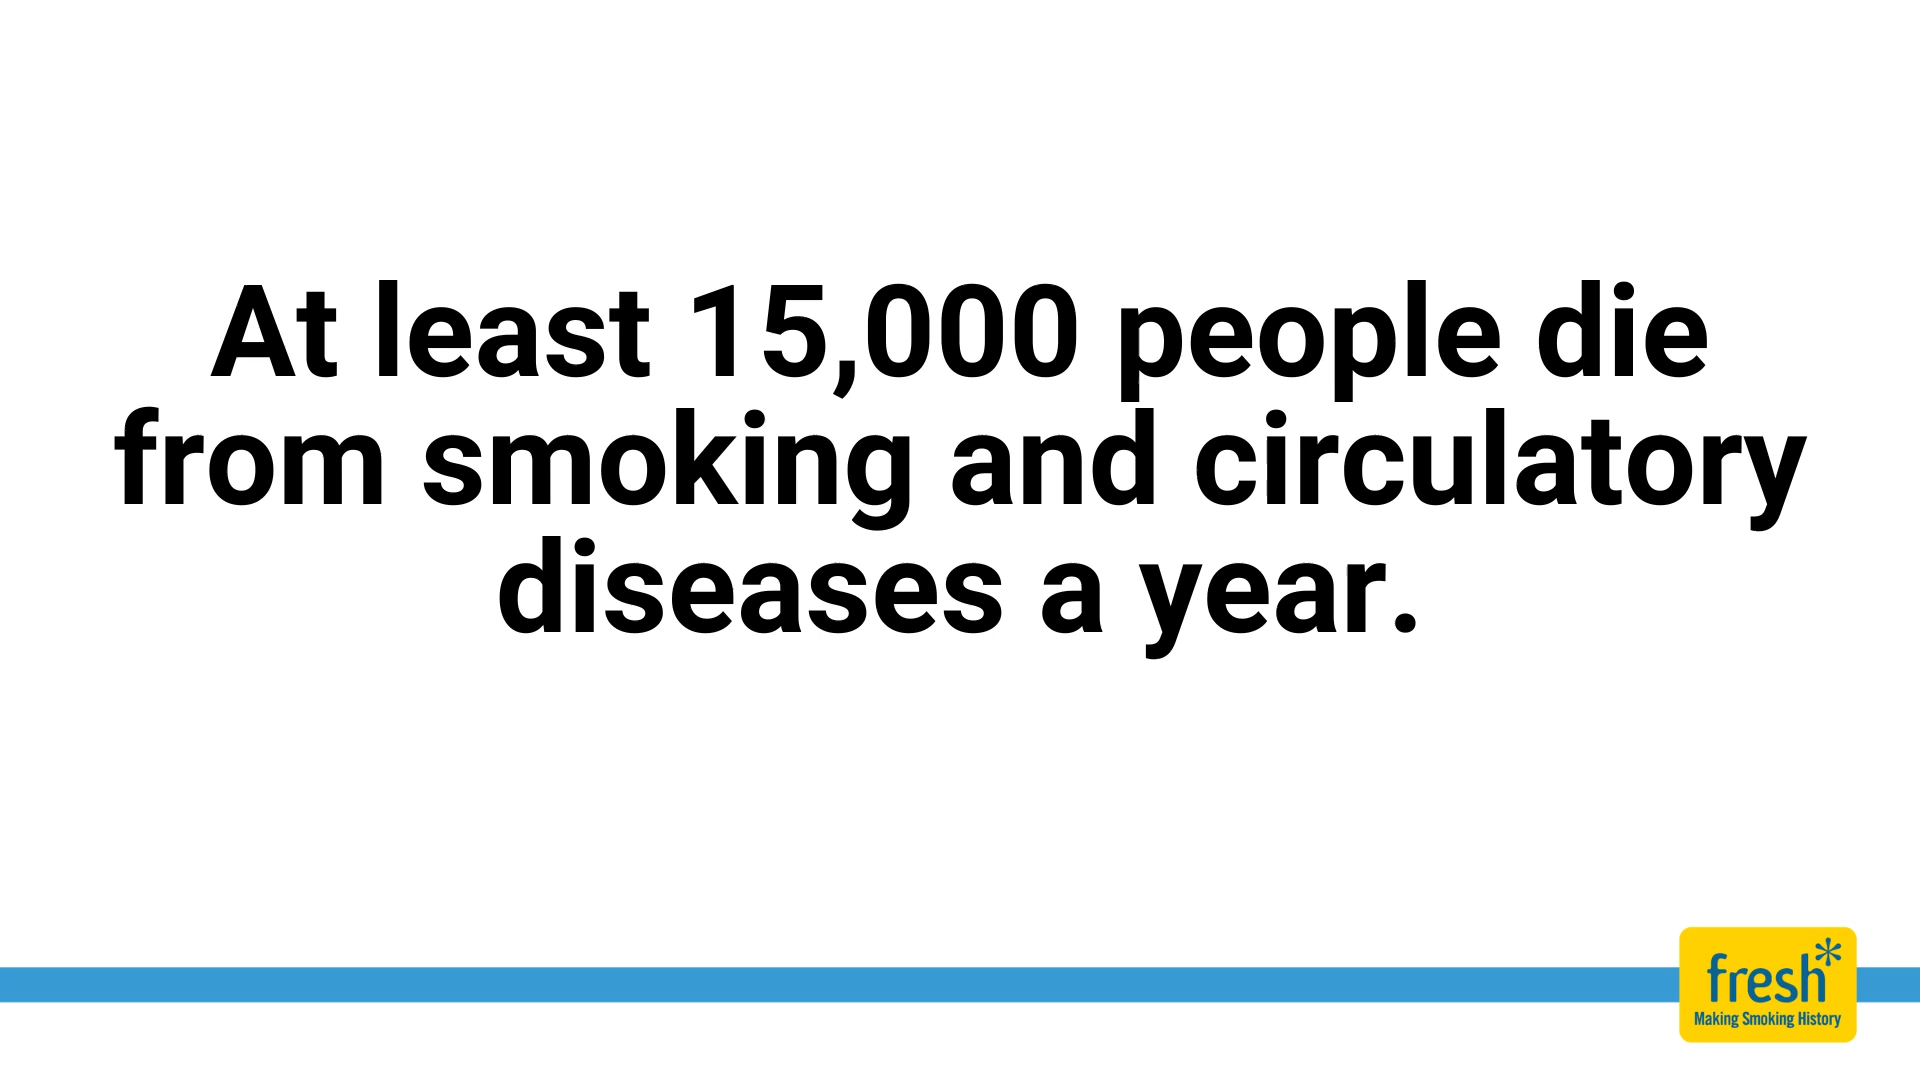 At least 15,000 people die
from smoking and circulatory
diseases a year.
fresh*
Making Smoking History